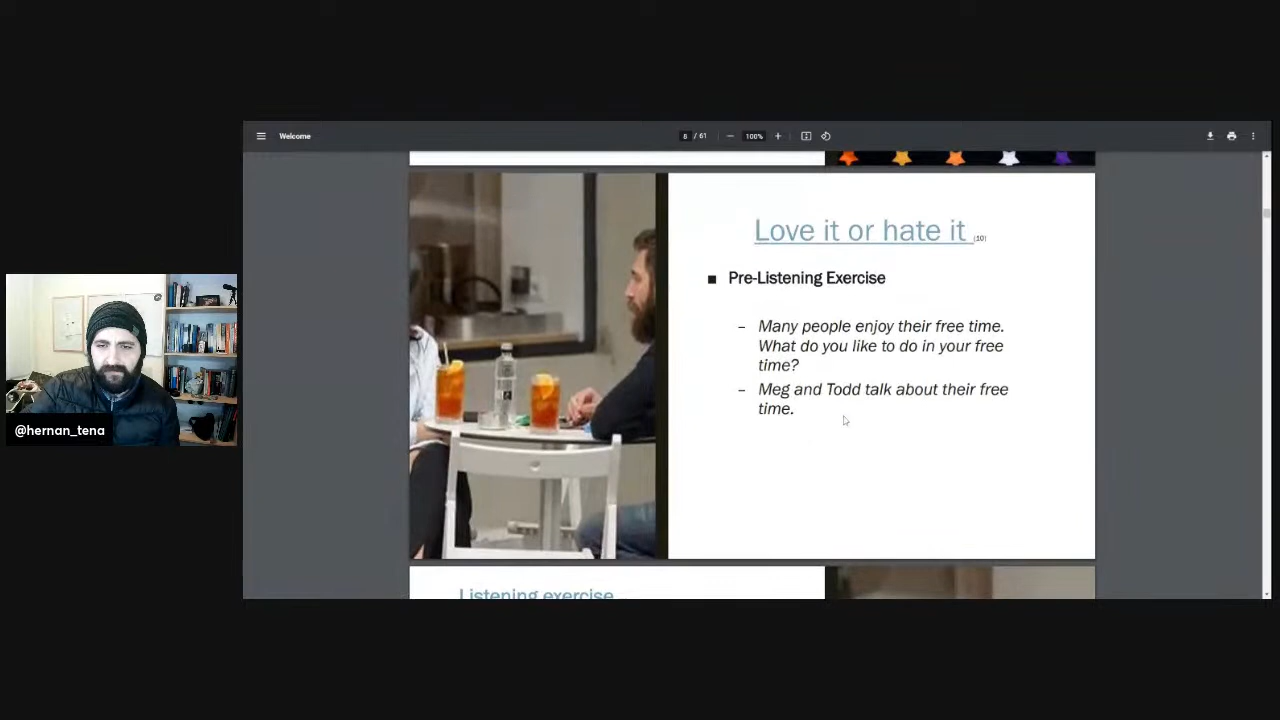 Welcome
8 / 61
100%
Love it or hate it (10)
■ Pre-Listening Exercise
– Many people enjoy their free time.
What do you like to do in your free
time?
– Meg and Todd talk about their free
time.
Listening exercise
@hernan_tena